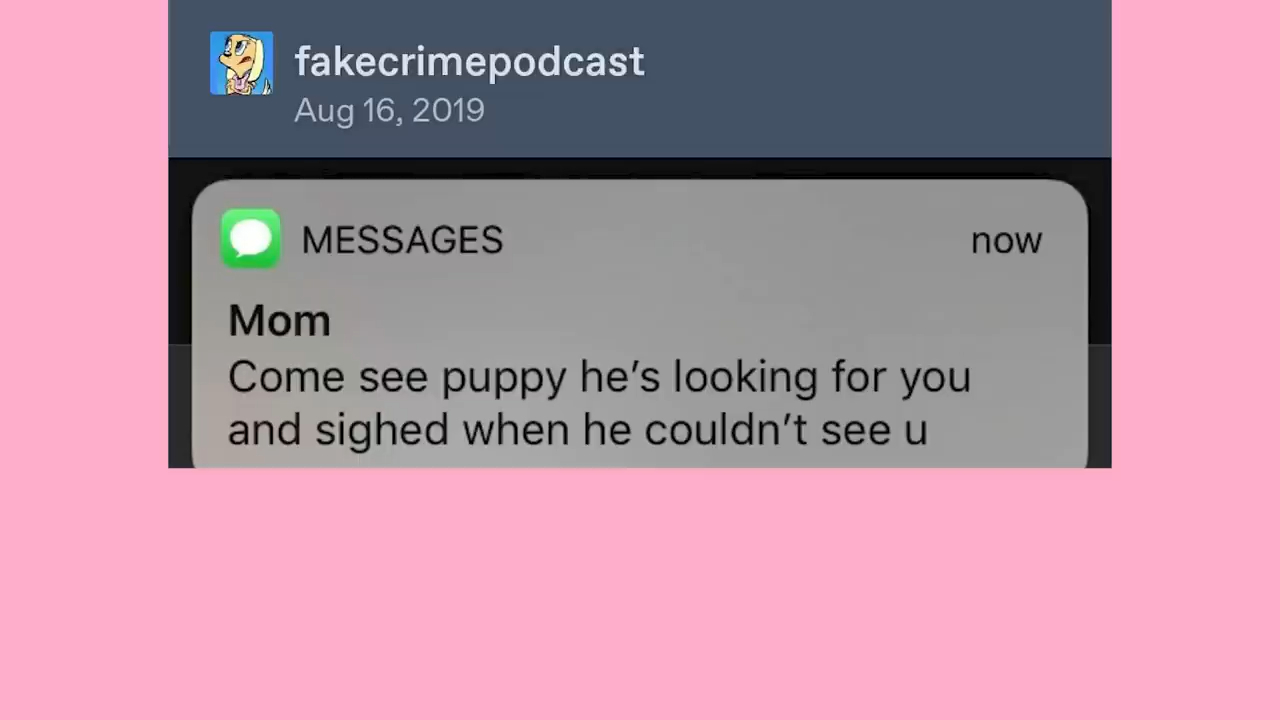 fakecrimepodcast
Aug 16, 2019
MESSAGES now
Mom
Come see puppy he’s looking for you
and sighed when he couldn’t see u